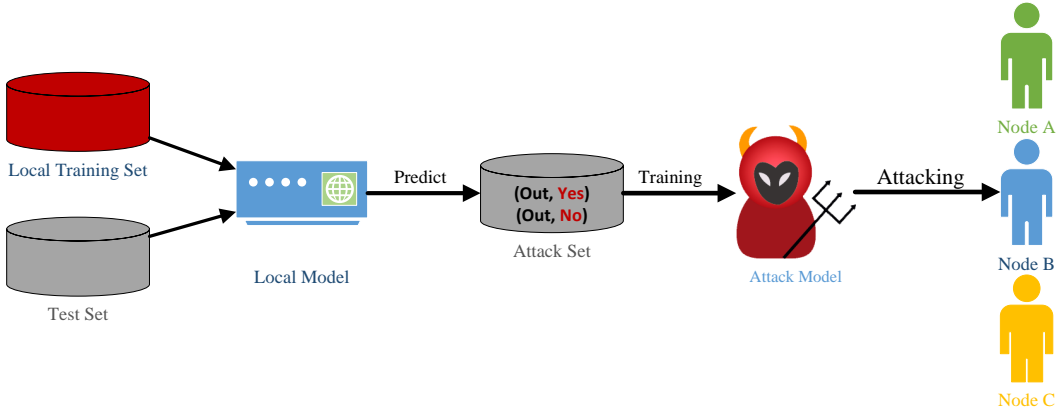 Local Training Set
Test Set
Local Model
Predict
(Out, Yes)
(Out, No)
Attack Set
Training
Attack Model
Attacking
Node A
Node B
Node C